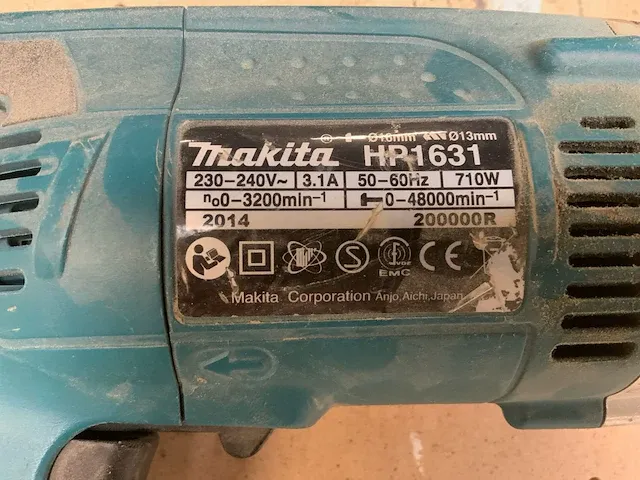 Ø16mm Ø13mm
makita HP1631
230-240V~ 3.1A 50-60Hz 710W
no0-3200min-1 0-48000min-1
2014 200000R
S EMC CE
Makita Corporation Anjo,Aichi,Japan